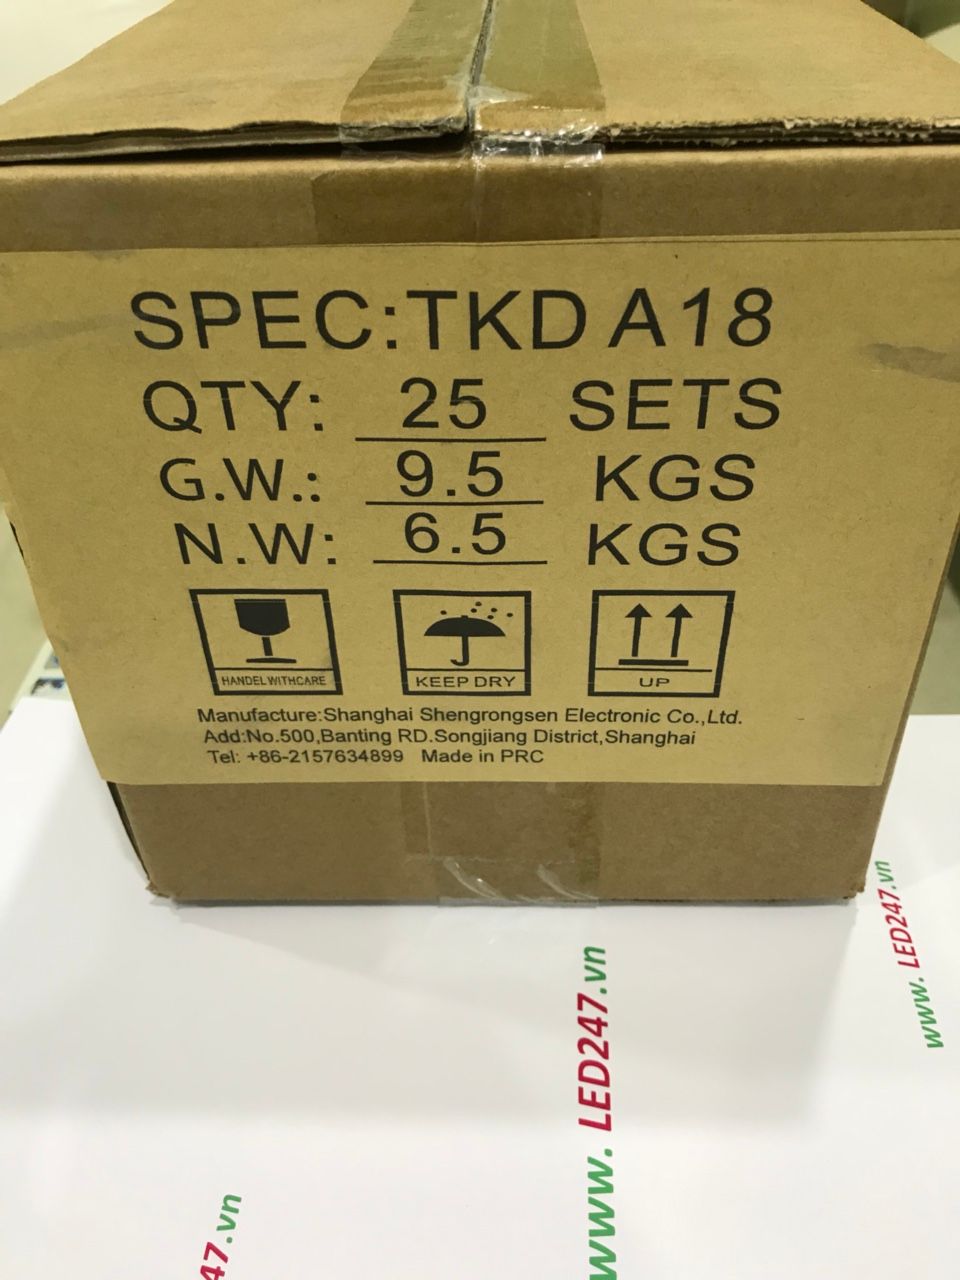 SPEC:TKD A18
QTY: 25 SETS
G.W.: 9.5 KGS
N.W: 6.5 KGS
HANDEL WITHCARE
KEEP DRY
UP
Manufacture:Shanghai Shengrongsen Electronic Co.,Ltd.
Add:No.500,Banting RD.Songjiang District,Shanghai
Tel: +86-2157634899 Made in PRC
www. LED247.vn
www. LED247.vn
47.vn